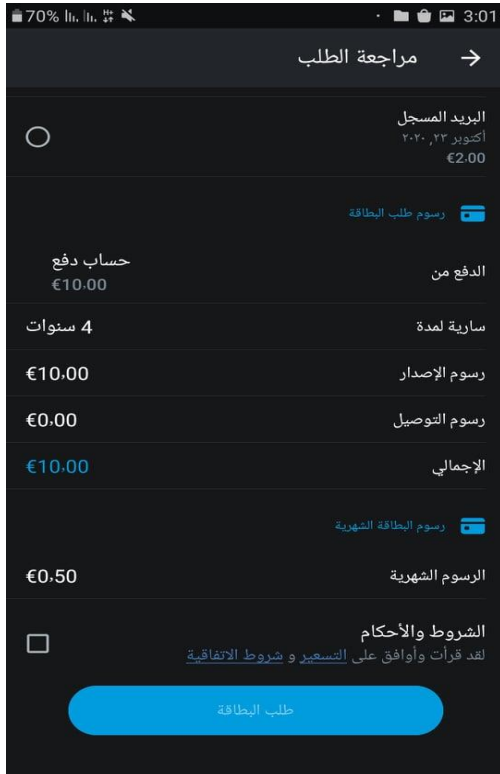 70% 3:01
مراجعة الطلب
البريد المسجل
أكتوبر ٢٣, ٢٠٢٠
€2.00
رسوم طلب البطاقة
الدفع من
حساب دفع
€10.00
سارية لمدة 4 سنوات
رسوم الإصدار €10,00
رسوم التوصيل €0,00
الإجمالي €10,00
رسوم البطاقة الشهرية
الرسوم الشهرية €0,50
الشروط والأحكام
لقد قرأت وأوافق على التسعير و شروط الاتفاقية
طلب البطاقة